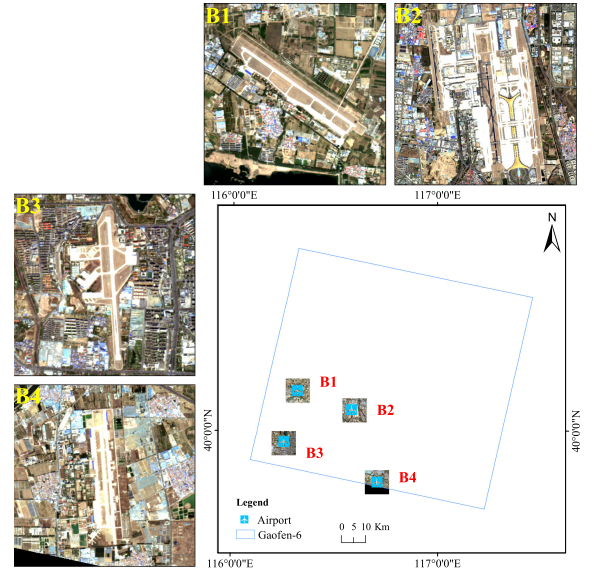 B1
B2
116°0'0"E
117°0'0"E
B3
N
B4
B1
B2
B3
B4
40°0'0"N
40°0'0"N
Legend
Airport
Gaofen-6
0 5 10 Km
116°0'0"E
117°0'0"E